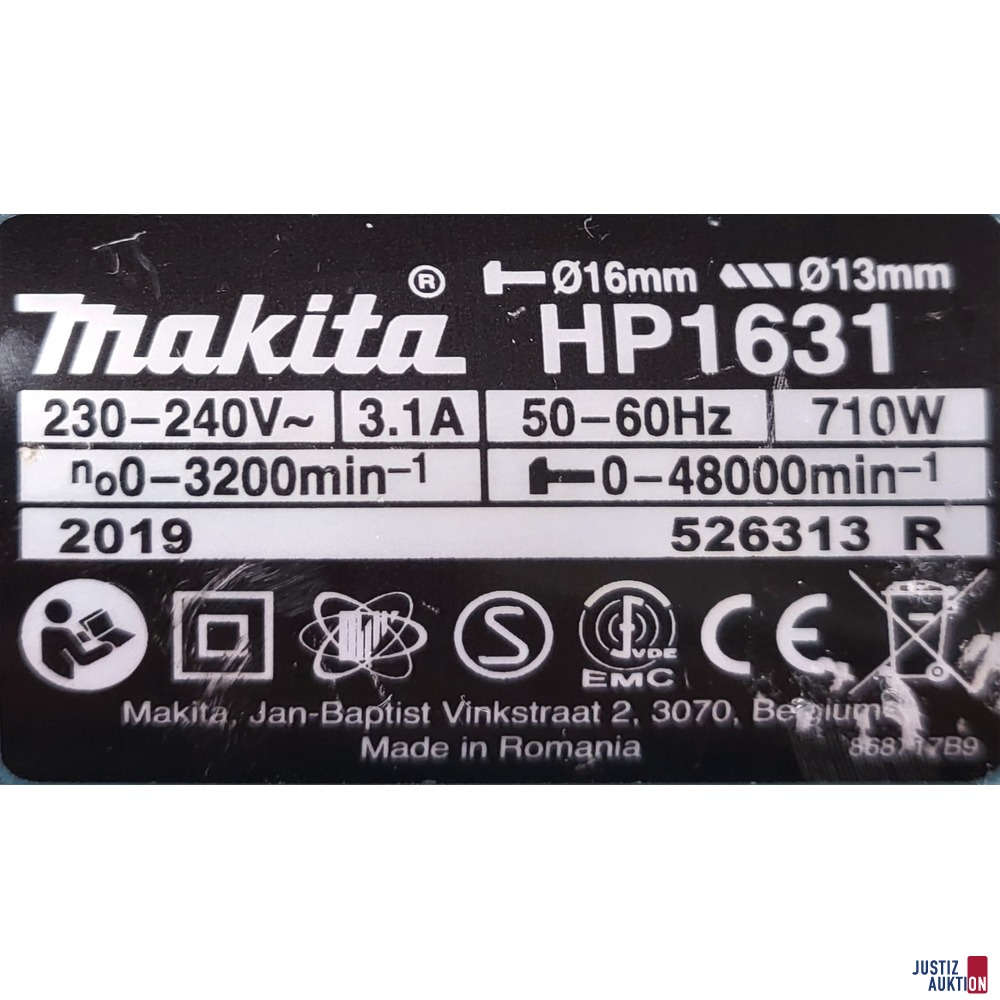 makita® Ø16mm Ø13mm
HP1631
230-240V~ 3.1A 50-60Hz 710W
n₀0-3200min⁻¹ 0-48000min⁻¹
2019 526313 R
S VDE CE
EMC
Makita, Jan-Baptist Vinkstraat 2, 3070, Belgium
Made in Romania
JUSTIZ
AUKTION